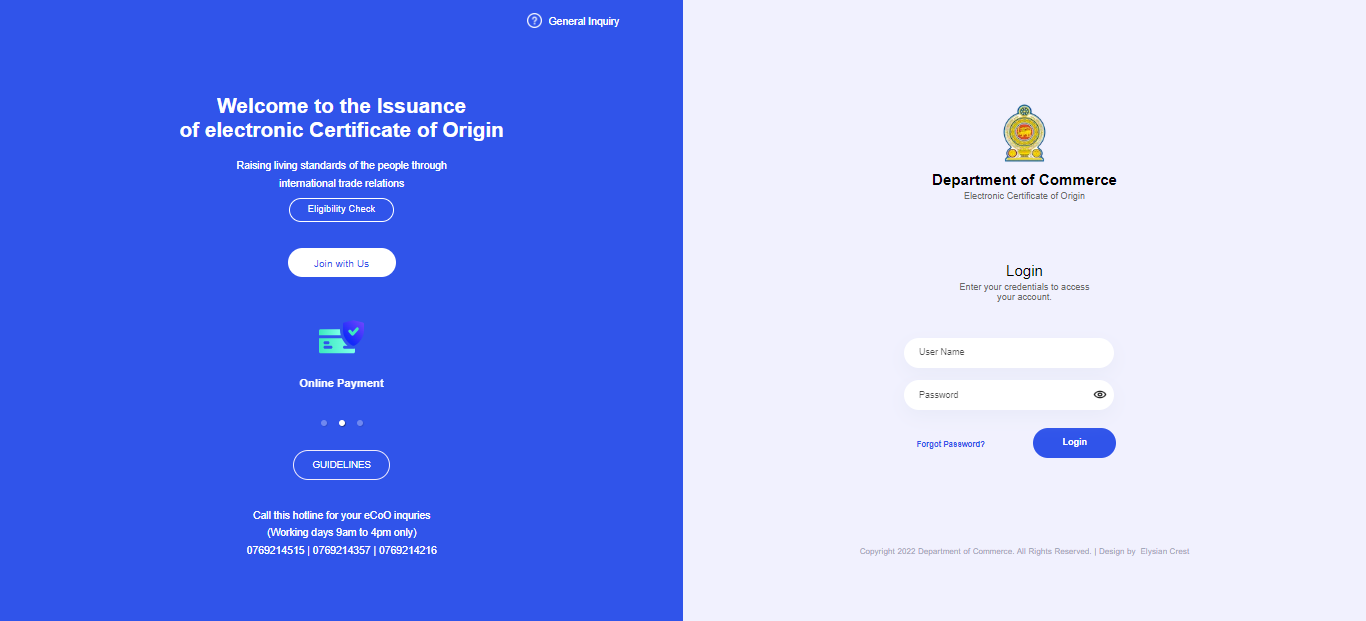 General Inquiry
Welcome to the Issuance
of electronic Certificate of Origin
Raising living standards of the people through
international trade relations
Eligibility Check
Join with Us
Online Payment
GUIDELINES
Call this hotline for your eCoO inquries
(Working days 9am to 4pm only)
0769214515 | 0769214357 | 0769214216
Department of Commerce
Electronic Certificate of Origin
Login
Enter your credentials to access
your account.
User Name
Password
Forgot Password?
Login
Copyright 2022 Department of Commerce. All Rights Reserved. | Design by Elysian Crest